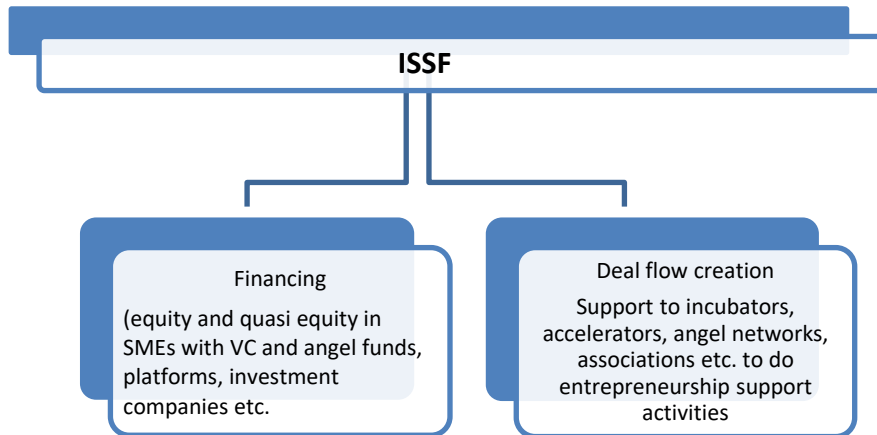 ISSF
Financing
(equity and quasi equity in
SMEs with VC and angel funds,
platforms, investment
companies etc.
Deal flow creation
Support to incubators,
accelerators, angel networks,
associations etc. to do
entrepreneurship support
activities